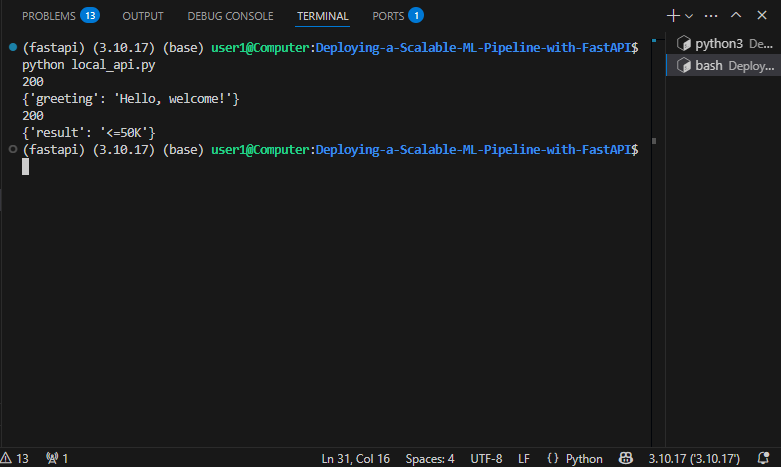 PROBLEMS 13 OUTPUT DEBUG CONSOLE TERMINAL PORTS 1
(fastapi) (3.10.17) (base) user1@Computer:Deploying-a-Scalable-ML-Pipeline-with-FastAPI$
python local_api.py
200
{'greeting': 'Hello, welcome!'}
200
{'result': '<=50K'}
(fastapi) (3.10.17) (base) user1@Computer:Deploying-a-Scalable-ML-Pipeline-with-FastAPI$
python3 De...
bash Deploy...
13 1 Ln 31, Col 16 Spaces: 4 UTF-8 LF {} Python 3.10.17 ('3.10.17')